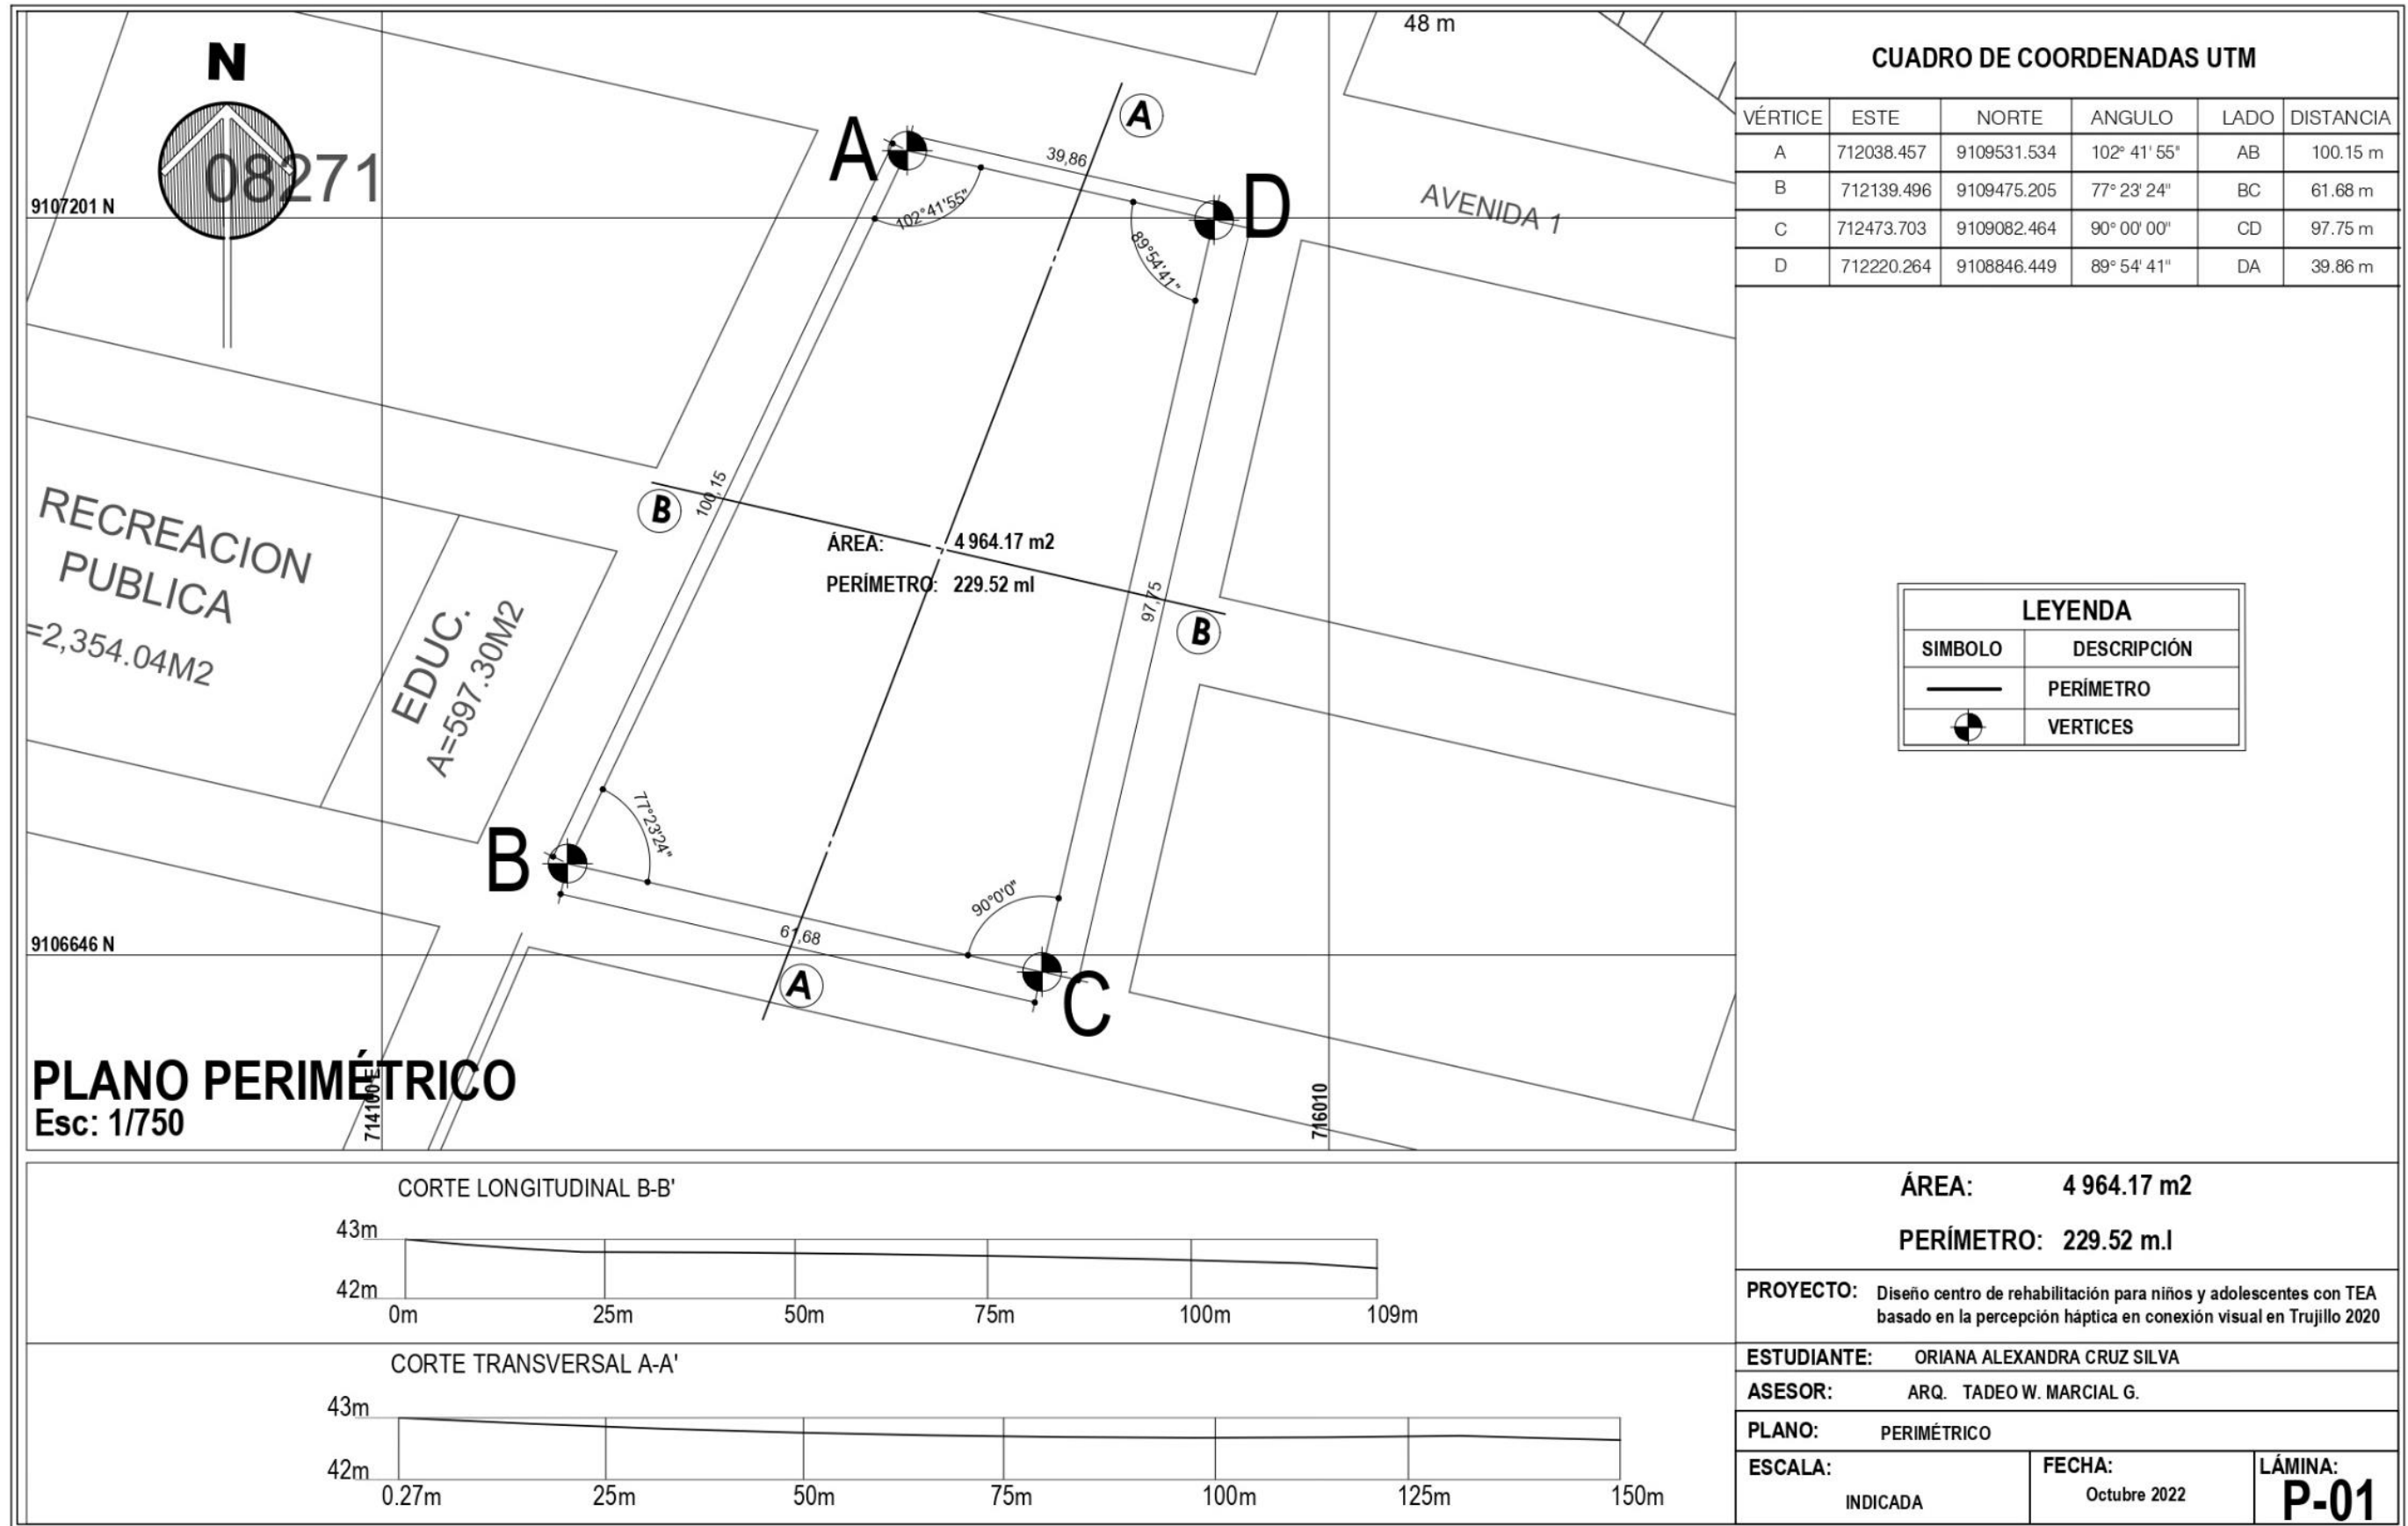 48 m
N
08271
9107201 N
A
A
39,86
D
102°41'55"
89°54'41"
AVENIDA 1
RECREACION
PUBLICA
=2,354.04M2
EDUC.
A=597.30M2
100,15
B
ÁREA: 4 964.17 m2
PERÍMETRO: 229.52 ml
97,75
B
77°23'24"
B
90°0'0"
61,68
9106646 N
A
C
PLANO PERIMÉTRICO
Esc: 1/750
714100 E
716010
CUADRO DE COORDENADAS UTM
VÉRTICE ESTE NORTE ANGULO LADO DISTANCIA
A 712038.457 9109531.534 102° 41' 55" AB 100.15 m
B 712139.496 9109475.205 77° 23' 24" BC 61.68 m
C 712473.703 9109082.464 90° 00' 00" CD 97.75 m
D 712220.264 9108846.449 89° 54' 41" DA 39.86 m
LEYENDA
SIMBOLO DESCRIPCIÓN
PERÍMETRO
VERTICES
CORTE LONGITUDINAL B-B'
43m
42m
0m 25m 50m 75m 100m 109m
CORTE TRANSVERSAL A-A'
43m
42m
0.27m 25m 50m 75m 100m 125m 150m
ÁREA: 4 964.17 m2
PERÍMETRO: 229.52 m.l
PROYECTO: Diseño centro de rehabilitación para niños y adolescentes con TEA
basado en la percepción háptica en conexión visual en Trujillo 2020
ESTUDIANTE: ORIANA ALEXANDRA CRUZ SILVA
ASESOR: ARQ. TADEO W. MARCIAL G.
PLANO: PERIMÉTRICO
ESCALA: INDICADA
FECHA: Octubre 2022
LÁMINA: P-01